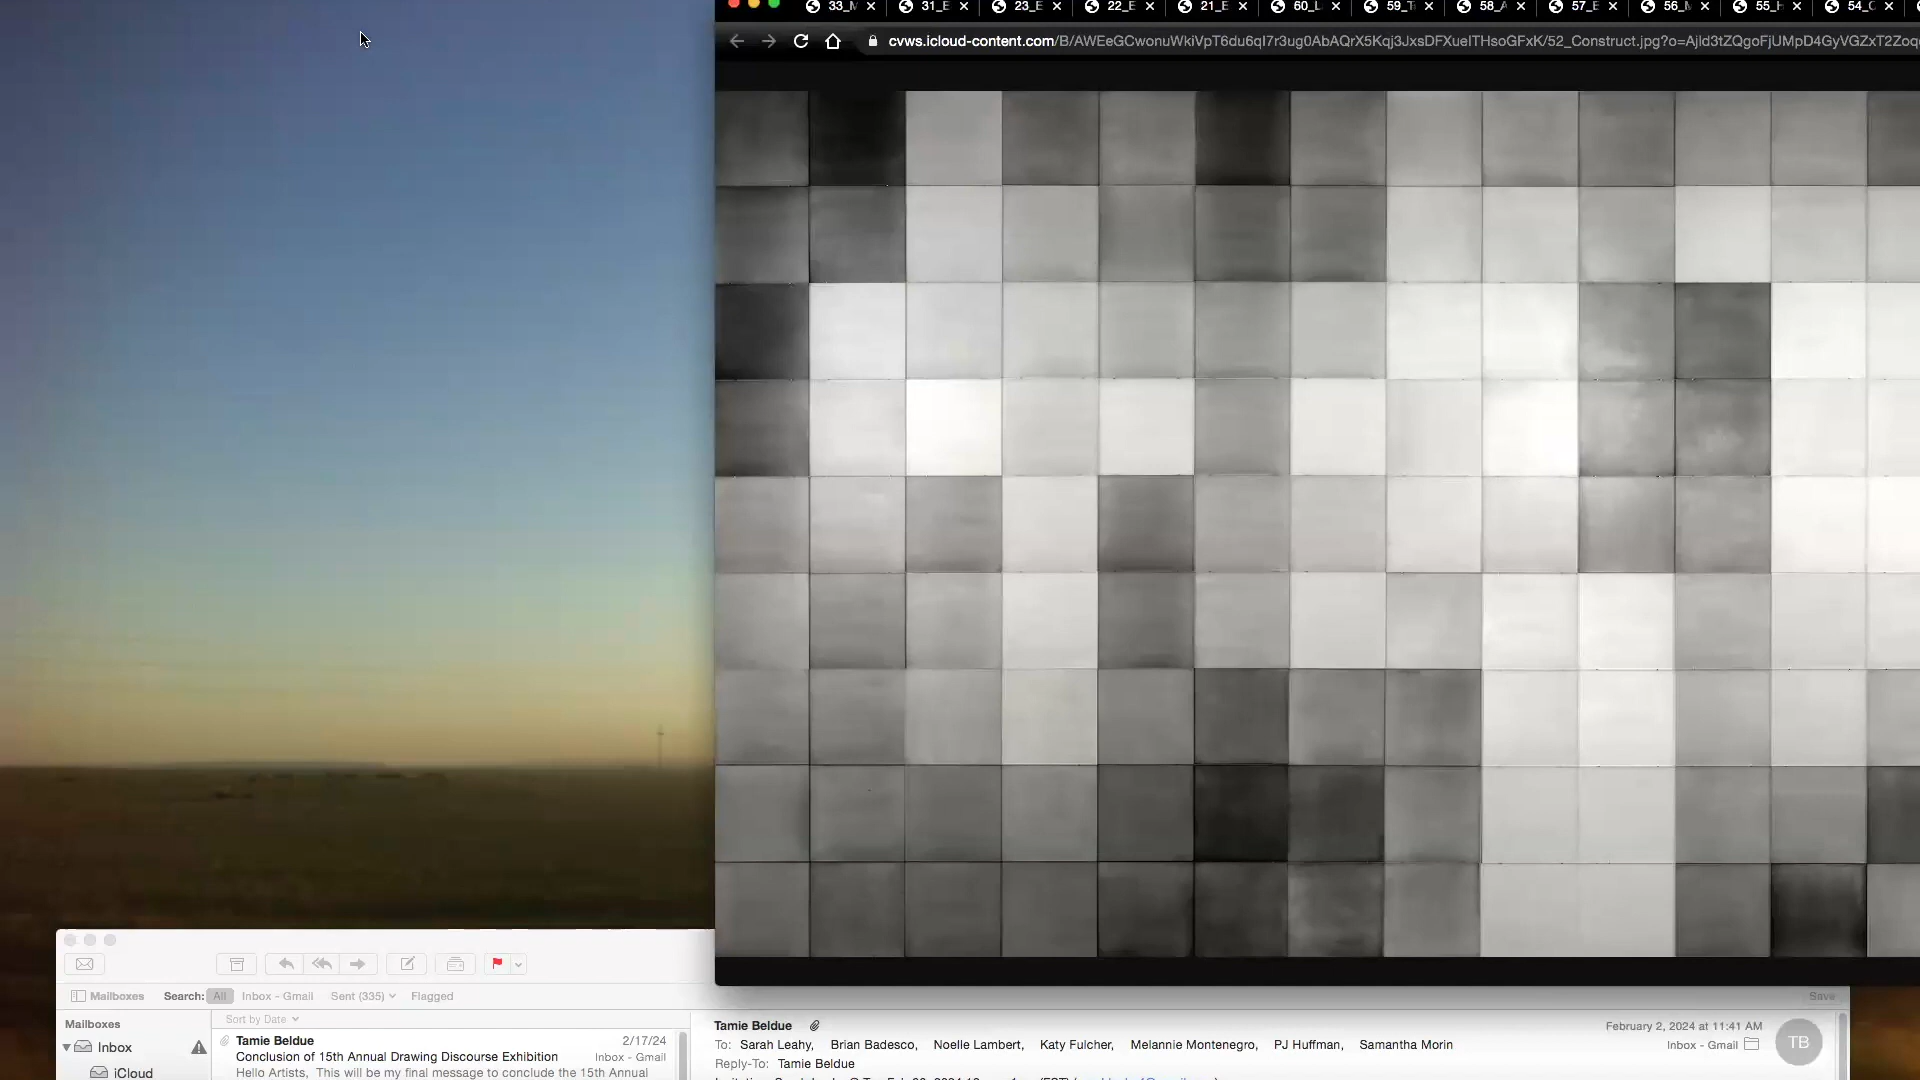 33_M
31_E
23_E
22_E
21_E
60_L
59_T
58_A
57_E
56_M
55_H
54_C
cvws.icloud-content.com/B/AWEeGCwonuWkiVpT6du6qI7r3ug0AbAQrX5Kqj3JxsDFXueITHsoGFxK/52_Construct.jpg?o=Ajld3tZQgoFjUMpD4GyVGZxT2Zoq
Mailboxes
Search: All Inbox - Gmail Sent (335) Flagged
Save
Mailboxes
Inbox
iCloud
Sort by Date
Tamie Beldue 2/17/24
Conclusion of 15th Annual Drawing Discourse Exhibition Inbox - Gmail
Hello Artists, This will be my final message to conclude the 15th Annual
Tamie Beldue February 2, 2024 at 11:41 AM
To: Sarah Leahy, Brian Badesco, Noelle Lambert, Katy Fulcher, Melannie Montenegro, PJ Huffman, Samantha Morin Inbox - Gmail
Reply-To: Tamie Beldue
TB